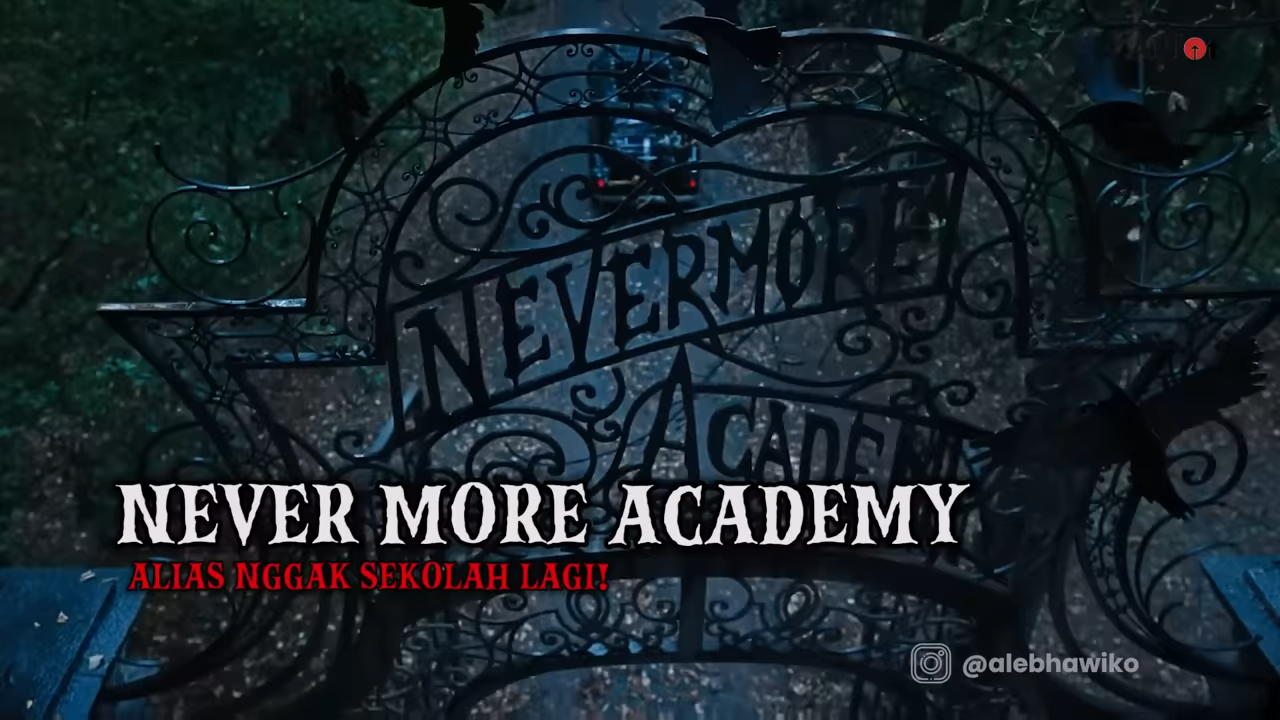 NEVERMORE
ACADEMY
NEVER MORE ACADEMY
ALIAS NGGAK SEKOLAH LAGI!
@alebhawiko